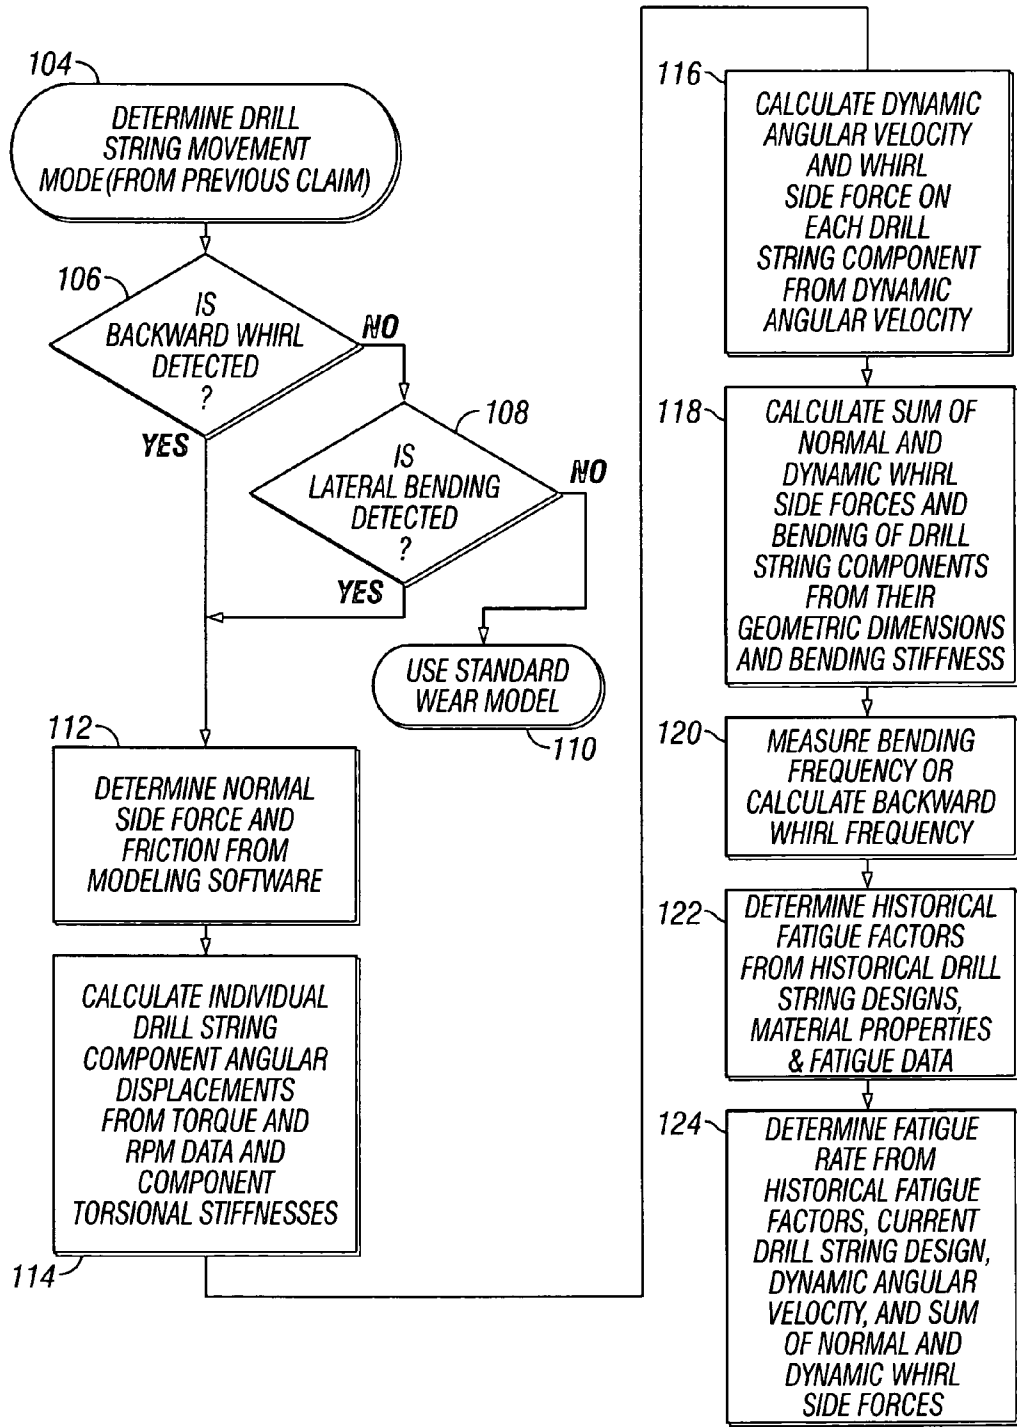 104
DETERMINE DRILL
STRING MOVEMENT
MODE (FROM PREVIOUS CLAIM)
106
IS
BACKWARD WHIRL
DETECTED
?
NO
YES
108
IS
LATERAL BENDING
DETECTED
?
NO
YES
USE STANDARD
WEAR MODEL
110
112
DETERMINE NORMAL
SIDE FORCE AND
FRICTION FROM
MODELING SOFTWARE
CALCULATE INDIVIDUAL
DRILL STRING
COMPONENT ANGULAR
DISPLACEMENTS
FROM TORQUE AND
RPM DATA AND
COMPONENT
TORSIONAL STIFFNESSES
114
116
CALCULATE DYNAMIC
ANGULAR VELOCITY
AND WHIRL
SIDE FORCE ON
EACH DRILL
STRING COMPONENT
FROM DYNAMIC
ANGULAR VELOCITY
118
CALCULATE SUM OF
NORMAL AND
DYNAMIC WHIRL
SIDE FORCES AND
BENDING OF DRILL
STRING COMPONENTS
FROM THEIR
GEOMETRIC DIMENSIONS
AND BENDING STIFFNESS
120
MEASURE BENDING
FREQUENCY OR
CALCULATE BACKWARD
WHIRL FREQUENCY
122
DETERMINE HISTORICAL
FATIGUE FACTORS
FROM HISTORICAL DRILL
STRING DESIGNS,
MATERIAL PROPERTIES
& FATIGUE DATA
124
DETERMINE FATIGUE
RATE FROM
HISTORICAL FATIGUE
FACTORS, CURRENT
DRILL STRING DESIGN,
DYNAMIC ANGULAR
VELOCITY, AND SUM
OF NORMAL AND
DYNAMIC WHIRL
SIDE FORCES